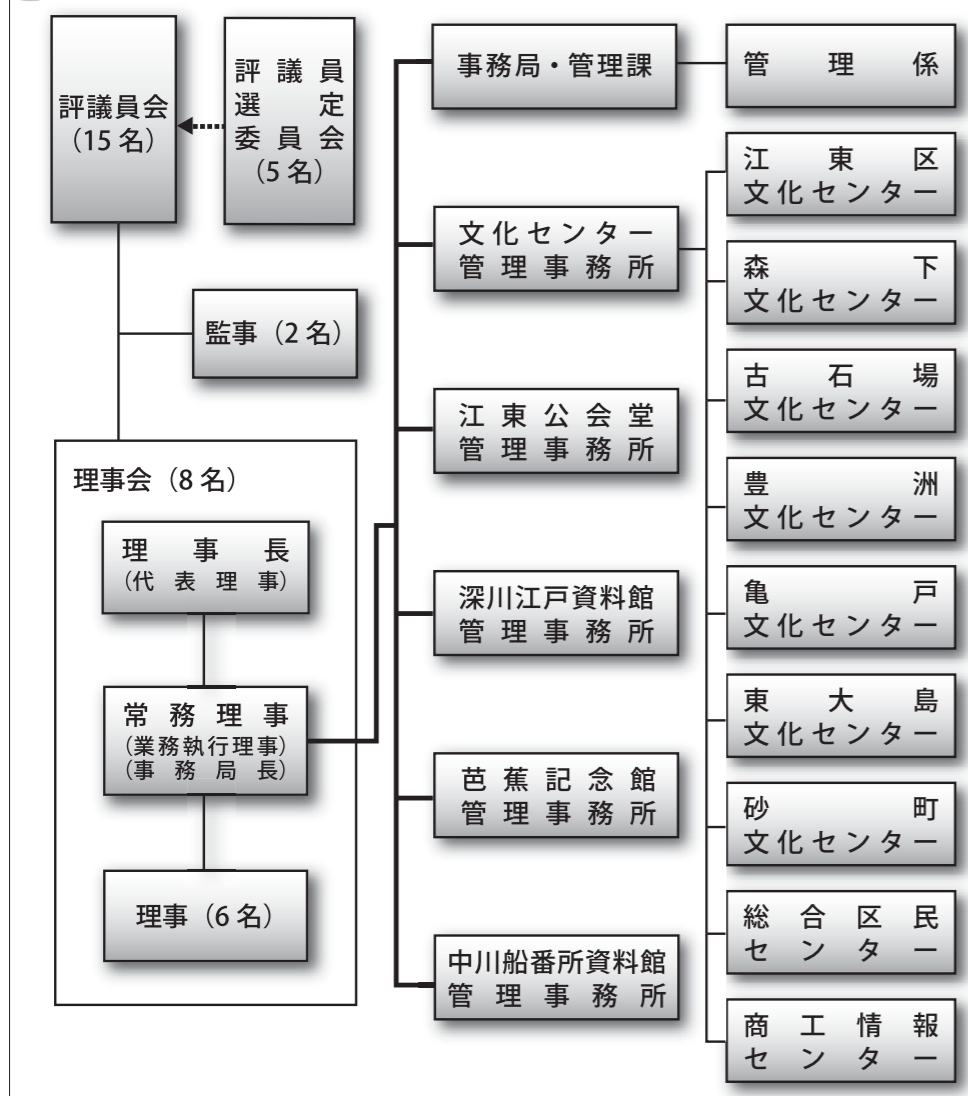 評議員会
（15名）
評議員
選定
委員会
（5名）
監事（2名）
理事会（8名）
理事長
（代表理事）
常務理事
（業務執行理事）
（事務局長）
理事（6名）
事務局・管理課
管理係
文化センター
管理事務所
江東公会堂
管理事務所
深川江戸資料館
管理事務所
芭蕉記念館
管理事務所
中川船番所資料館
管理事務所
江東区
文化センター
森下
文化センター
古石場
文化センター
豊洲
文化センター
亀戸
文化センター
東大島
文化センター
砂町
文化センター
総合区民
センター
商工情報
センター